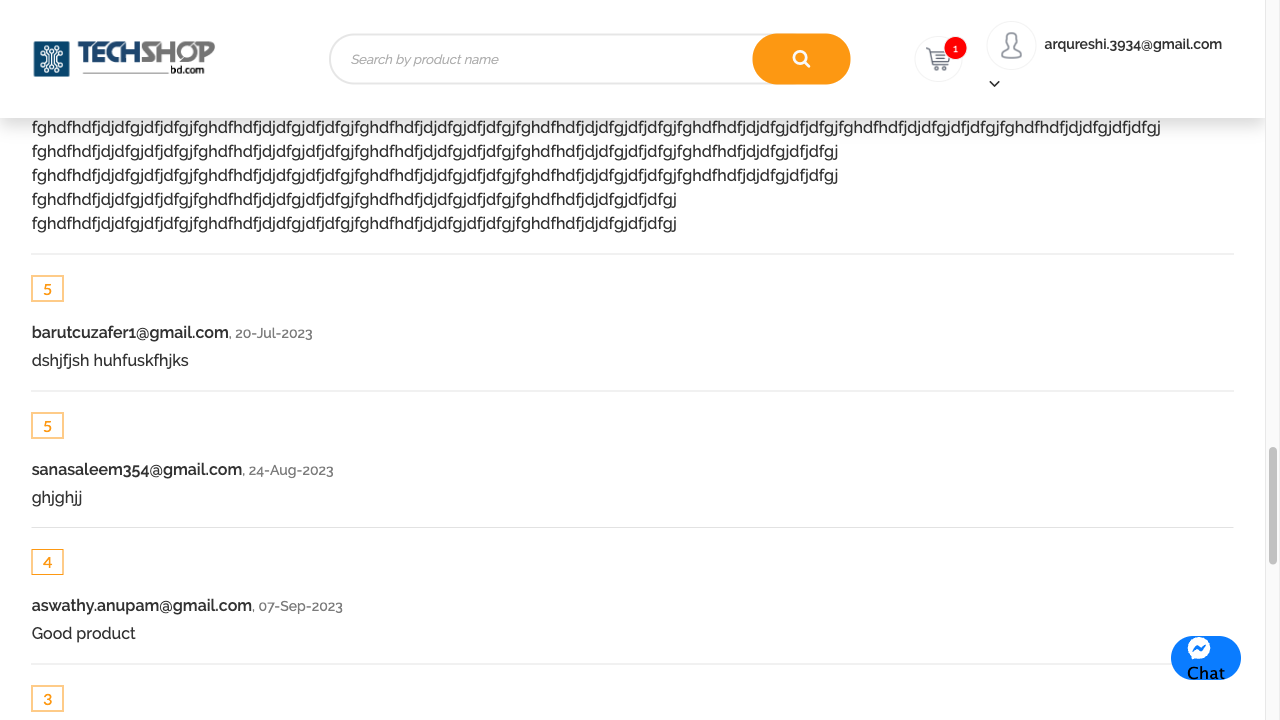 TECHSHOP
bd.com
Search by product name
1
arqureshi.3934@gmail.com
fghdfhdfjdjdfgjdfjdfgjfghdfhdfjdjdfgjdfjdfgjfghdfhdfjdjdfgjdfjdfgjfghdfhdfjdjdfgjdfjdfgjfghdfhdfjdjdfgjdfjdfgjfghdfhdfjdjdfgjdfjdfgjfghdfhdfjdjdfgjdfjdfgj
fghdfhdfjdjdfgjdfjdfgjfghdfhdfjdjdfgjdfjdfgjfghdfhdfjdjdfgjdfjdfgjfghdfhdfjdjdfgjdfjdfgjfghdfhdfjdjdfgjdfjdfgj
fghdfhdfjdjdfgjdfjdfgjfghdfhdfjdjdfgjdfjdfgjfghdfhdfjdjdfgjdfjdfgjfghdfhdfjdjdfgjdfjdfgjfghdfhdfjdjdfgjdfjdfgj
fghdfhdfjdjdfgjdfjdfgjfghdfhdfjdjdfgjdfjdfgjfghdfhdfjdjdfgjdfjdfgjfghdfhdfjdjdfgjdfjdfgj
fghdfhdfjdjdfgjdfjdfgjfghdfhdfjdjdfgjdfjdfgjfghdfhdfjdjdfgjdfjdfgjfghdfhdfjdjdfgjdfjdfgj
5
barutcuzafer1@gmail.com, 20-Jul-2023
dshjfjsh huhfuskfhjks
5
sanasaleem354@gmail.com, 24-Aug-2023
ghjghjj
4
aswathy.anupam@gmail.com, 07-Sep-2023
Good product
3
Chat